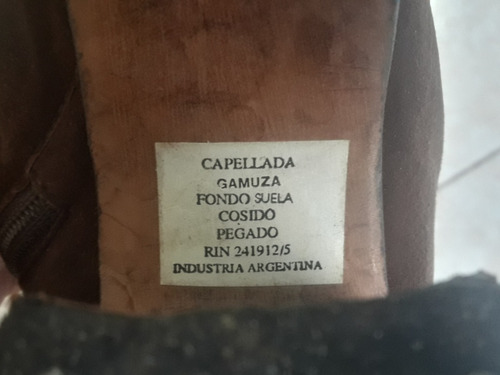 CAPELLADA
GAMUZA
FONDO SUELA
COSIDO
PEGADO
RIN 241912/5
INDUSTRIA ARGENTINA